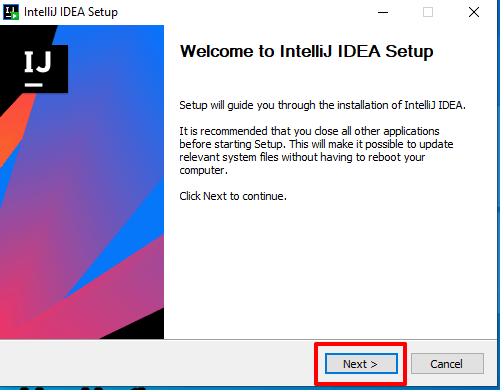 IntelliJ IDEA Setup
IJ
Welcome to IntelliJ IDEA Setup
Setup will guide you through the installation of IntelliJ IDEA.
It is recommended that you close all other applications
before starting Setup. This will make it possible to update
relevant system files without having to reboot your
computer.
Click Next to continue.
Next >
Cancel